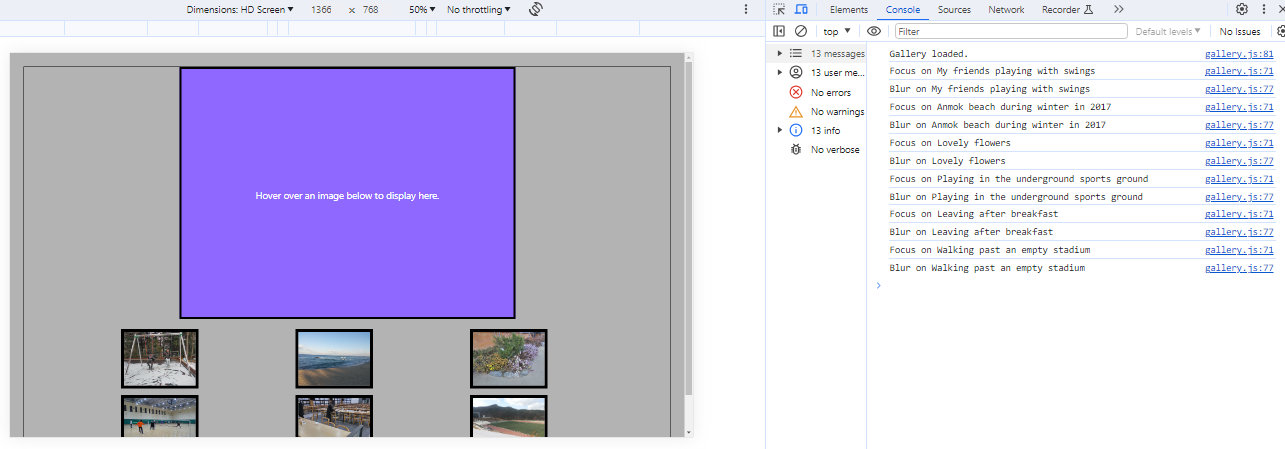 Dimensions: HD Screen ▼ 1366 × 768 50% ▼ No throttling ▼
Elements Console Sources Network Recorder
top ▼ Filter Default levels ▼ No Issues
13 messages
13 user me...
No errors
No warnings
13 info
No verbose
Gallery loaded. gallery.js:81
Focus on My friends playing with swings gallery.js:71
Blur on My friends playing with swings gallery.js:77
Focus on Anmok beach during winter in 2017 gallery.js:71
Blur on Anmok beach during winter in 2017 gallery.js:77
Focus on Lovely flowers gallery.js:71
Blur on Lovely flowers gallery.js:77
Focus on Playing in the underground sports ground gallery.js:71
Blur on Playing in the underground sports ground gallery.js:77
Focus on Leaving after breakfast gallery.js:71
Blur on Leaving after breakfast gallery.js:77
Focus on Walking past an empty stadium gallery.js:71
Blur on Walking past an empty stadium gallery.js:77
Hover over an image below to display here.